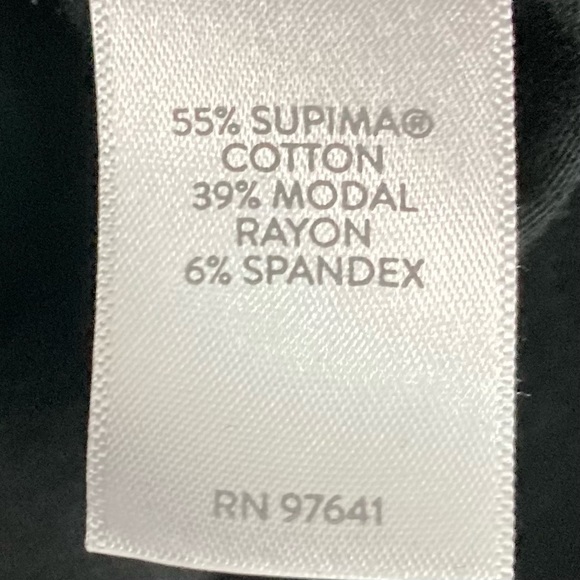 55% SUPIMA®
COTTON
39% MODAL
RAYON
6% SPANDEX
RN 97641